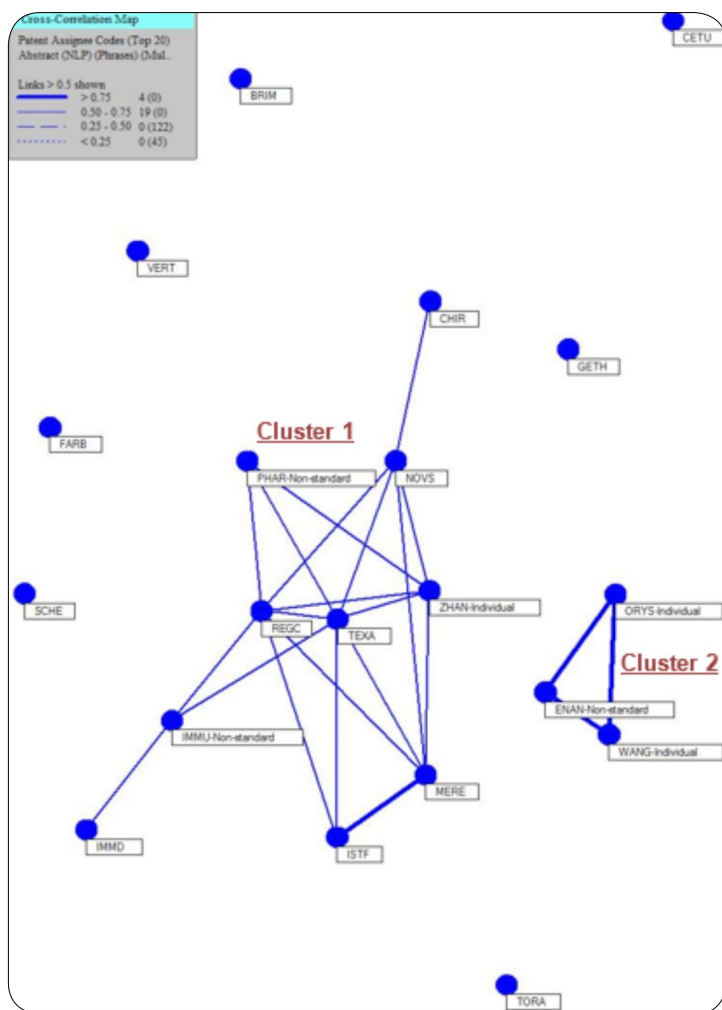 Cross-Correlation Map
Patent Assignee Codes (Top 20)
Abstract (NLP) (Phrases) (Mul..
Links > 0.5 shown
> 0.75 4 (0)
0.50 - 0.75 19 (0)
0.25 - 0.50 0 (122)
< 0.25 0 (45)
CETU
BRIM
VERT
CHIR
GETH
FARB
Cluster 1
PHAR-Non-standard
NOVS
SCHE
ZHAN-Individual
ORYS-Individual
REGC
TEXA
Cluster 2
ENAN-Non-standard
IMMU-Non-standard
WANG-Individual
MERE
IMMD
ISTF
TORA